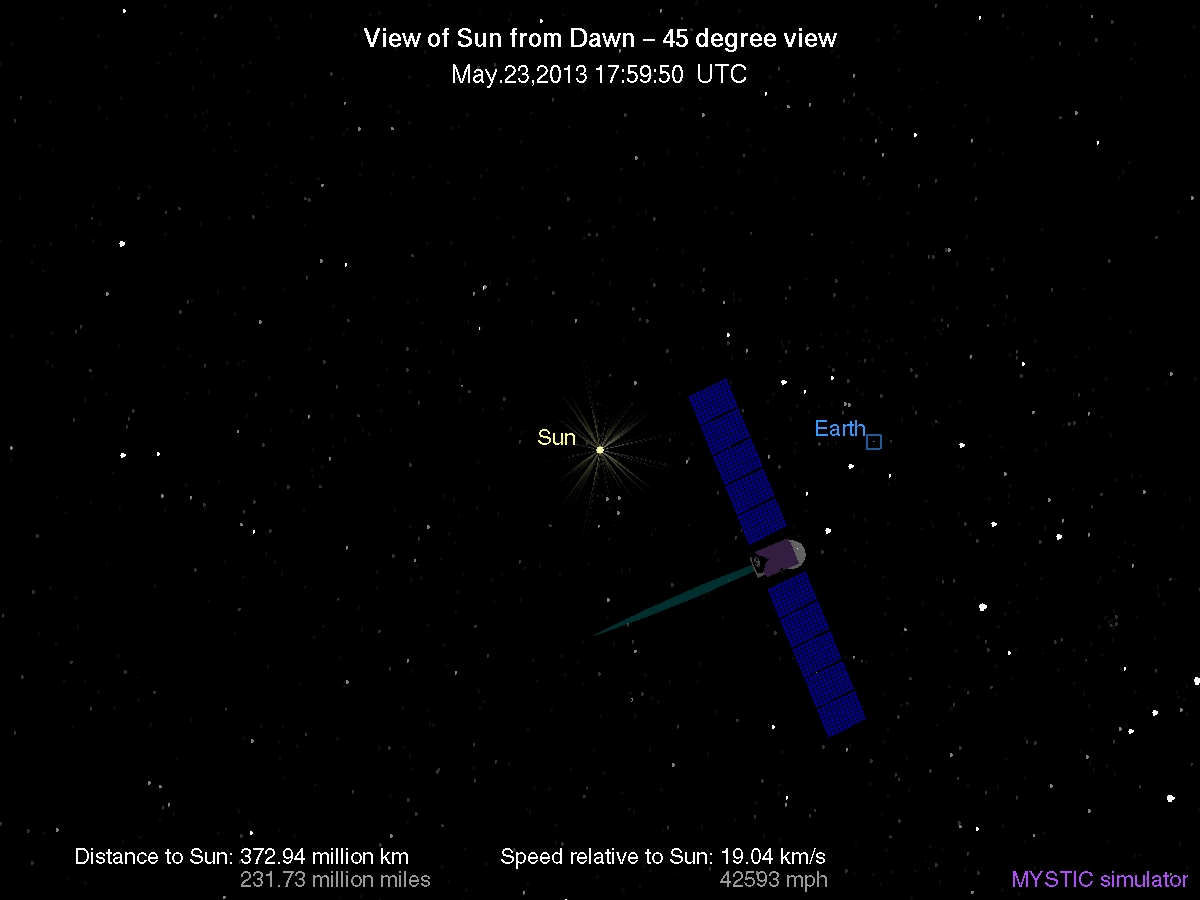 View of Sun from Dawn – 45 degree view
May.23,2013 17:59:50 UTC
Earth
Sun
Distance to Sun: 372.94 million km
231.73 million miles
Speed relative to Sun: 19.04 km/s
42593 mph
MYSTIC simulator